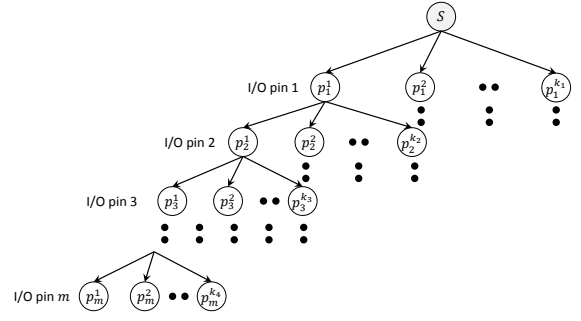 S
I/O pin 1 p_1^1 p_1^2 p_1^{k_1}
I/O pin 2 p_2^1 p_2^2 p_2^{k_2}
I/O pin 3 p_3^1 p_3^2 p_3^{k_3}
I/O pin m p_m^1 p_m^2 p_m^{k_4}